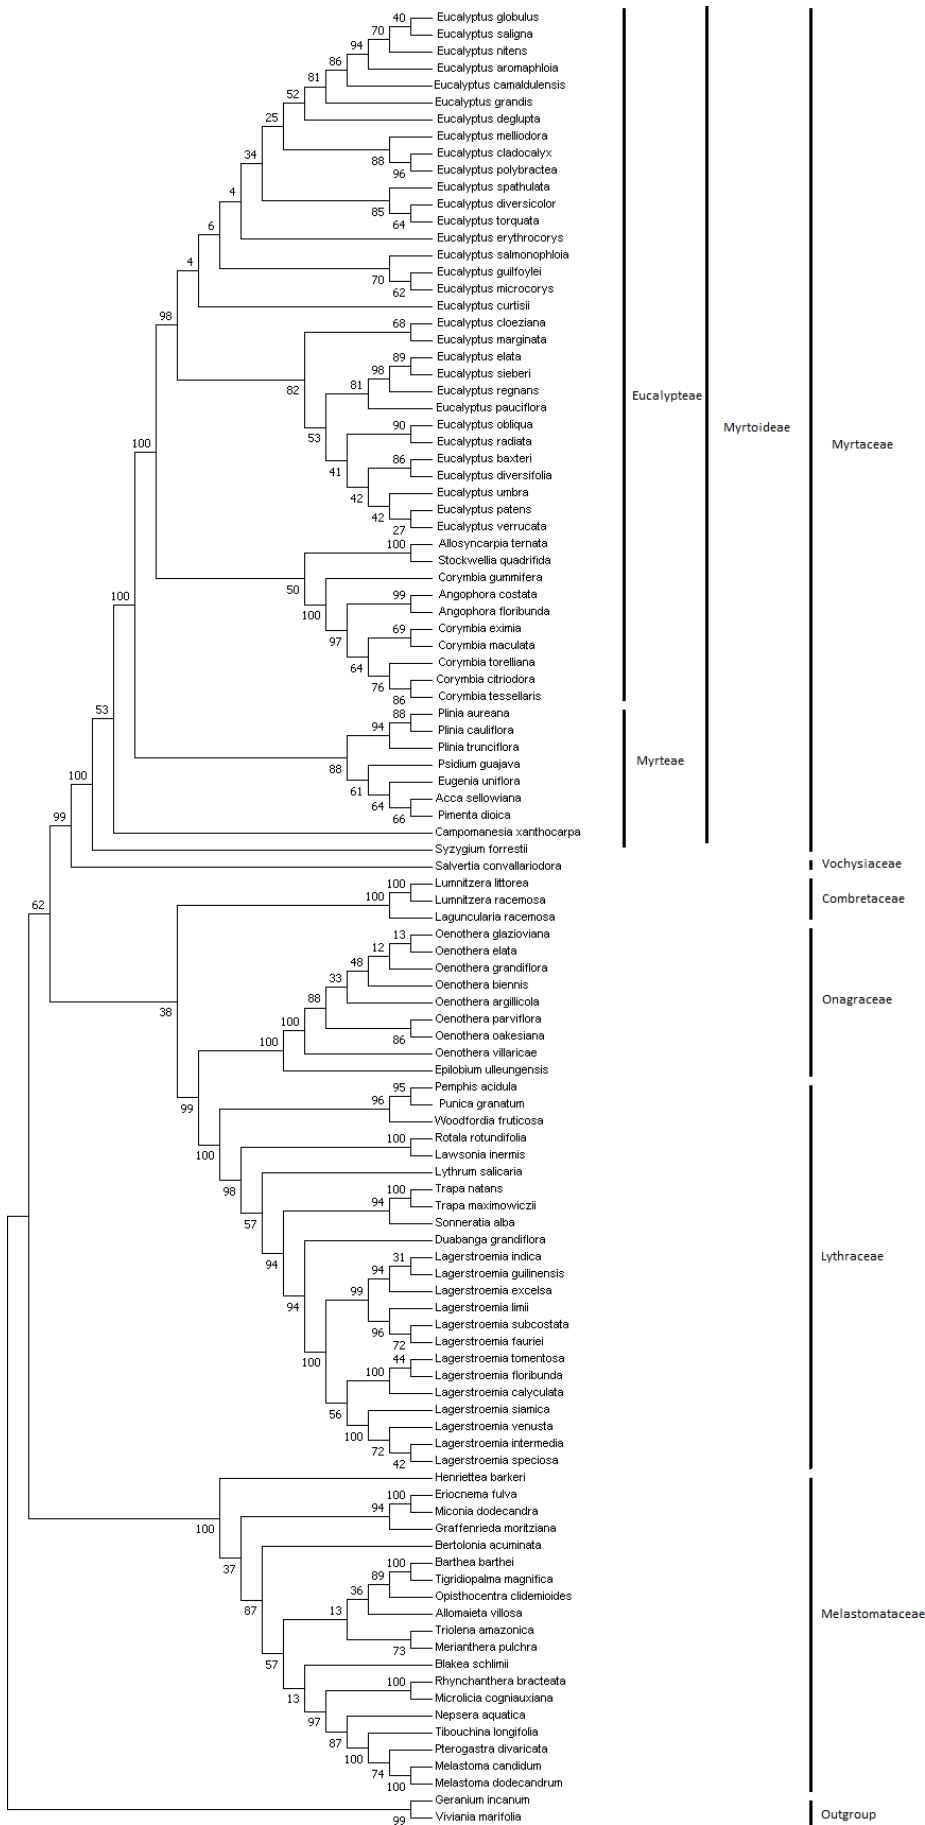 40
Eucalyptus globulus
70
Eucalyptus saligna
94
Eucalyptus nitens
86
Eucalyptus aromaphloia
81
Eucalyptus camaldulensis
52
Eucalyptus grandis
25
Eucalyptus deglupta
Eucalyptus melliodora
34
88
Eucalyptus cladocalyx
96
Eucalyptus polybractea
4
Eucalyptus spathulata
6
85
Eucalyptus diversicolor
64
Eucalyptus torquata
4
Eucalyptus erythrocorys
Eucalyptus salmonophloia
70
Eucalyptus guilfoylei
62
Eucalyptus microcorys
98
Eucalyptus curtisii
68
Eucalyptus cloeziana
Eucalyptus marginata
89
Eucalyptus elata
98
Eucalyptus sieberi
82
81
Eucalyptus regnans
Eucalypteae
Eucalyptus pauciflora
53
90
Eucalyptus obliqua
Myrtoideae
100
Eucalyptus radiata
Myrtaceae
41
86
Eucalyptus baxteri
Eucalyptus diversifolia
42
Eucalyptus umbra
42
Eucalyptus patens
27
Eucalyptus verrucata
100
Allosyncarpia ternata
Stockwellia quadrifida
50
Corymbia gummifera
100
100
99
Angophora costata
Angophora floribunda
97
69
Corymbia eximia
Corymbia maculata
64
Corymbia torelliana
76
Corymbia citriodora
86
Corymbia tessellaris
53
88
Plinia aureana
94
Plinia cauliflora
Plinia trunciflora
88
Psidium guajava
Myrteae
100
61
Eugenia uniflora
64
Acca sellowiana
66
Pimenta dioica
99
Campomanesia xanthocarpa
Syzygium forrestii
Salvertia convallariodora
Vochysiaceae
100
Lumnitzera littorea
62
100
Lumnitzera racemosa
Combretaceae
Laguncularia racemosa
13
Oenothera glazioviana
12
Oenothera elata
48
Oenothera grandiflora
33
Oenothera biennis
88
Oenothera argillicola
Onagraceae
38
100
Oenothera parviflora
86
Oenothera oakesiana
100
Oenothera villaricae
Epilobium ulleungensis
95
Pemphis acidula
99
96
Punica granatum
Woodfordia fruticosa
100
100
Rotala rotundifolia
Lawsonia inermis
98
Lythrum salicaria
100
Trapa natans
57
94
Trapa maximowiczii
Sonneratia alba
94
Duabanga grandiflora
31
Lagerstroemia indica
Lythraceae
94
Lagerstroemia guilinensis
99
Lagerstroemia excelsa
94
Lagerstroemia limii
96
Lagerstroemia subcostata
72
Lagerstroemia fauriei
100
44
Lagerstroemia tomentosa
100
Lagerstroemia floribunda
Lagerstroemia calyculata
56
Lagerstroemia siamica
100
Lagerstroemia venusta
72
Lagerstroemia intermedia
42
Lagerstroemia speciosa
Henriettea barkeri
100
Eriocnema fulva
100
94
Miconia dodecandra
Graffenrieda moritziana
37
Bertolonia acuminata
100
Barthea barthei
89
Tigridiopalma magnifica
36
Opisthocentra clidemioides
87
13
Allomaieta villosa
Melastomataceae
Triolena amazonica
73
Merianthera pulchra
57
Blakea schlimii
100
Rhynchanthera bracteata
13
Microlicia cogniauxiana
97
Nepsera aquatica
87
Tibouchina longifolia
100
Pterogastra divaricata
74
Melastoma candidum
100
Melastoma dodecandrum
Geranium incanum
99
Viviania marifolia
Outgroup